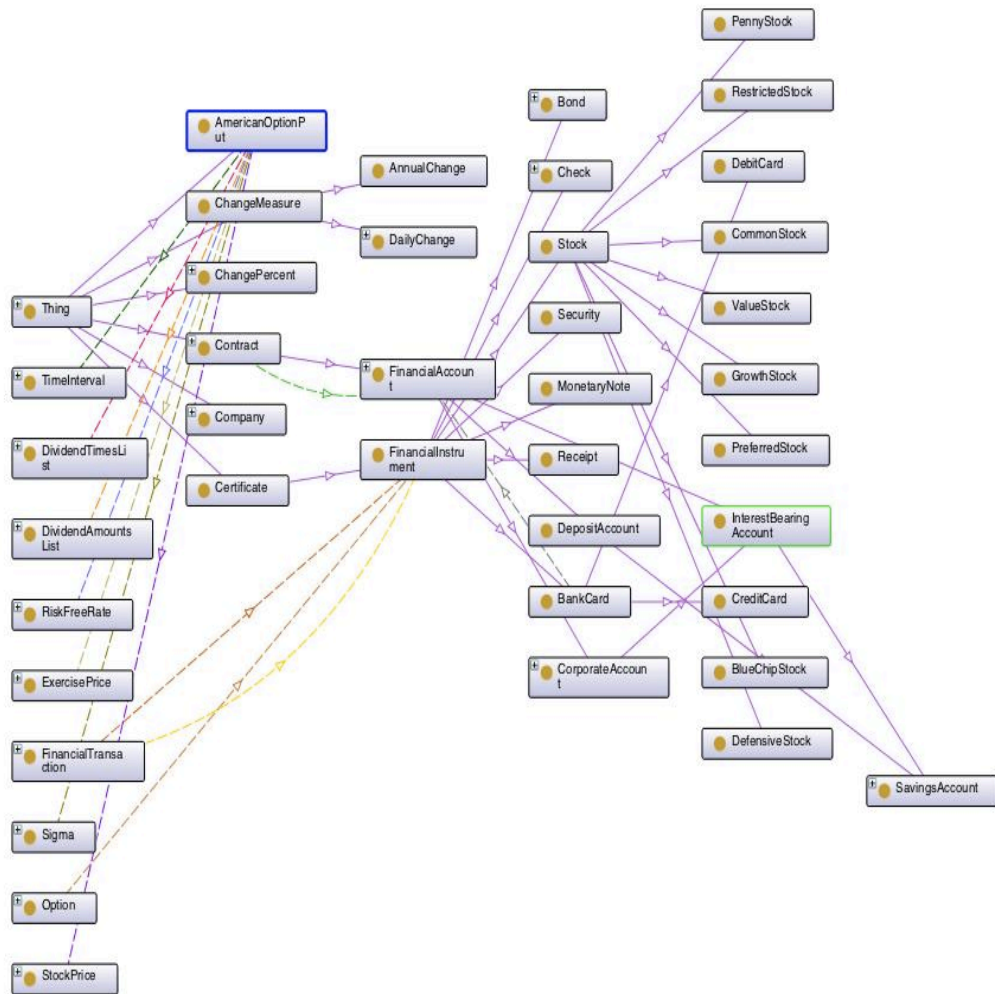 PennyStock
RestrictedStock
Bond
AmericanOptionP
ut
AnnualChange
Check
DebitCard
ChangeMeasure
DailyChange
Stock
CommonStock
ChangePercent
Thing
Security
ValueStock
Contract
TimeInterval
FinancialAccoun
t
MonetaryNote
GrowthStock
Company
DividendTimesLi
st
FinancialInstru
ment
Receipt
PreferredStock
Certificate
DividendAmounts
List
DepositAccount
InterestBearing
Account
RiskFreeRate
BankCard
CreditCard
ExercisePrice
CorporateAccoun
t
BlueChipStock
FinancialTransa
ction
DefensiveStock
SavingsAccount
Sigma
Option
StockPrice